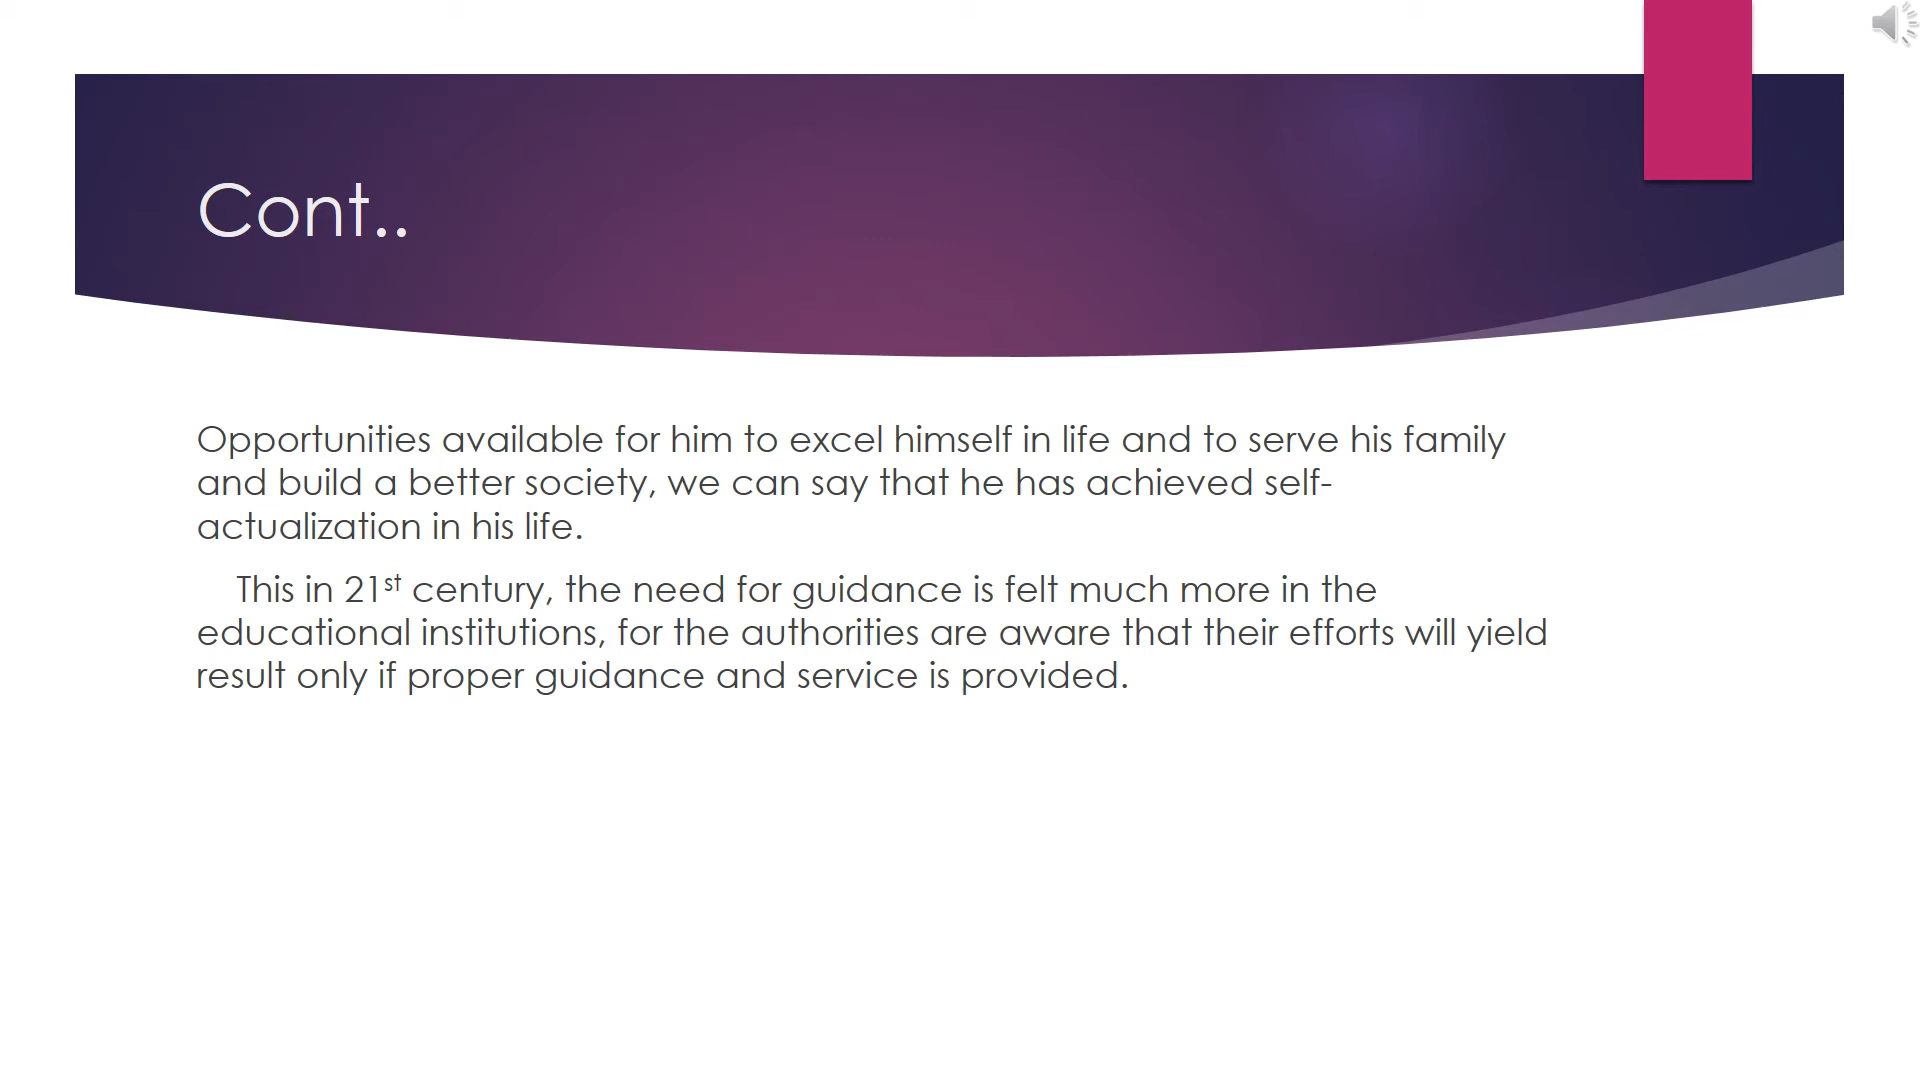 Cont..
Opportunities available for him to excel himself in life and to serve his family
and build a better society, we can say that he has achieved self-
actualization in his life.
This in 21st century, the need for guidance is felt much more in the
educational institutions, for the authorities are aware that their efforts will yield
result only if proper guidance and service is provided.